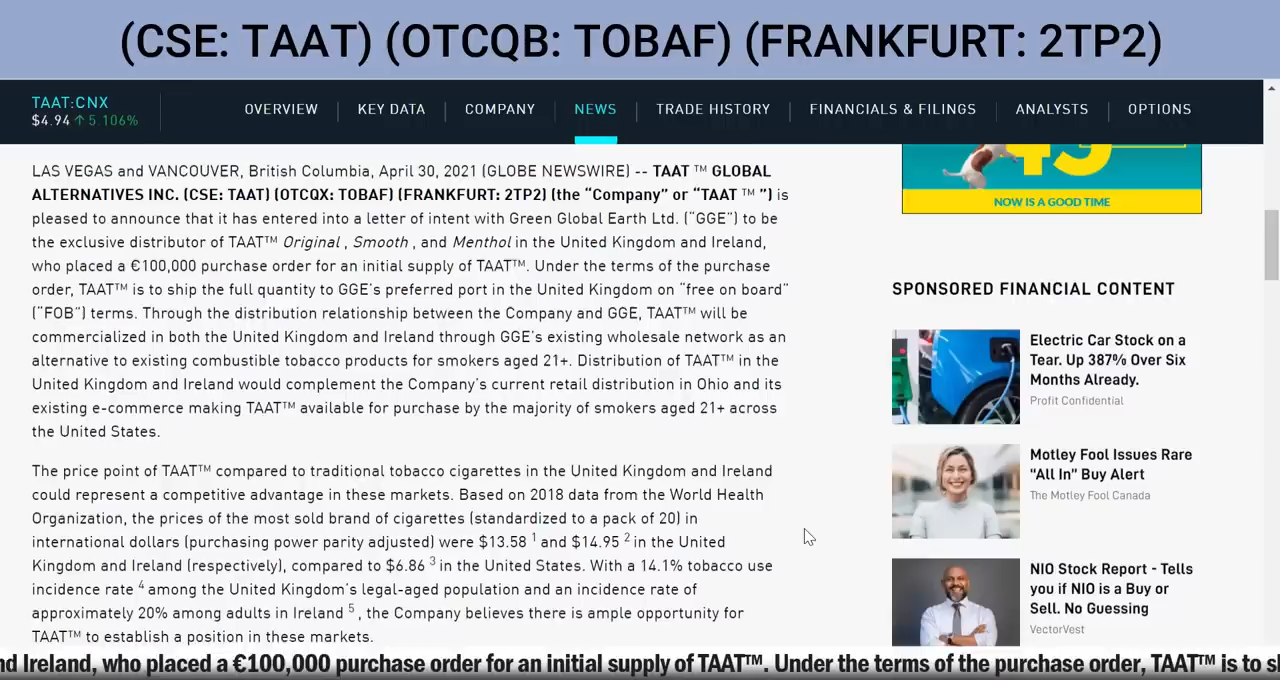 (CSE: TAAT) (OTCQB: TOBAF) (FRANKFURT: 2TP2)
TAAT:CNX
$4.94 ↑ 5.106%
OVERVIEW
KEY DATA
COMPANY
NEWS
TRADE HISTORY
FINANCIALS & FILINGS
ANALYSTS
OPTIONS
LAS VEGAS and VANCOUVER, British Columbia, April 30, 2021 (GLOBE NEWSWIRE) -- TAAT ™ GLOBAL
ALTERNATIVES INC. (CSE: TAAT) (OTCQX: TOBAF) (FRANKFURT: 2TP2) (the “Company” or “TAAT ™ ”) is
pleased to announce that it has entered into a letter of intent with Green Global Earth Ltd. (“GGE”) to be
the exclusive distributor of TAAT™ Original , Smooth , and Menthol in the United Kingdom and Ireland,
who placed a €100,000 purchase order for an initial supply of TAAT™. Under the terms of the purchase
order, TAAT™ is to ship the full quantity to GGE’s preferred port in the United Kingdom on “free on board”
(“FOB”) terms. Through the distribution relationship between the Company and GGE, TAAT™ will be
commercialized in both the United Kingdom and Ireland through GGE’s existing wholesale network as an
alternative to existing combustible tobacco products for smokers aged 21+. Distribution of TAAT™ in the
United Kingdom and Ireland would complement the Company’s current retail distribution in Ohio and its
existing e-commerce making TAAT™ available for purchase by the majority of smokers aged 21+ across
the United States.
The price point of TAAT™ compared to traditional tobacco cigarettes in the United Kingdom and Ireland
could represent a competitive advantage in these markets. Based on 2018 data from the World Health
Organization, the prices of the most sold brand of cigarettes (standardized to a pack of 20) in
international dollars (purchasing power parity adjusted) were $13.58 1 and $14.95 2 in the United
Kingdom and Ireland (respectively), compared to $6.86 3 in the United States. With a 14.1% tobacco use
incidence rate 4 among the United Kingdom’s legal-aged population and an incidence rate of
approximately 20% among adults in Ireland 5 , the Company believes there is ample opportunity for
TAAT™ to establish a position in these markets.
NOW IS A GOOD TIME
SPONSORED FINANCIAL CONTENT
Electric Car Stock on a
Tear. Up 387% Over Six
Months Already.
Profit Confidential
Motley Fool Issues Rare
“All In” Buy Alert
The Motley Fool Canada
NIO Stock Report - Tells
you if NIO is a Buy or
Sell. No Guessing
VectorVest
nd Ireland, who placed a €100,000 purchase order for an initial supply of TAAT™. Under the terms of the purchase order, TAAT™ is to sh